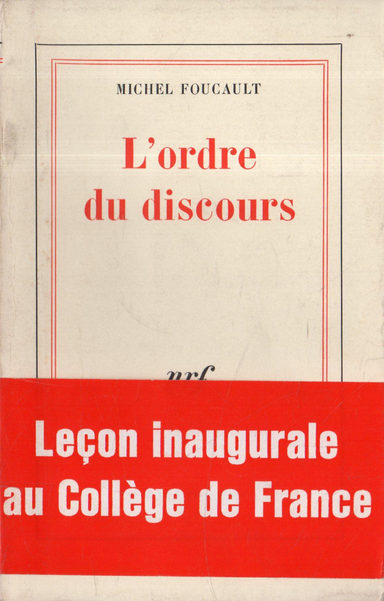 MICHEL FOUCAULT
L'ordre
du discours
nrf
Leçon inaugurale
au Collège de France